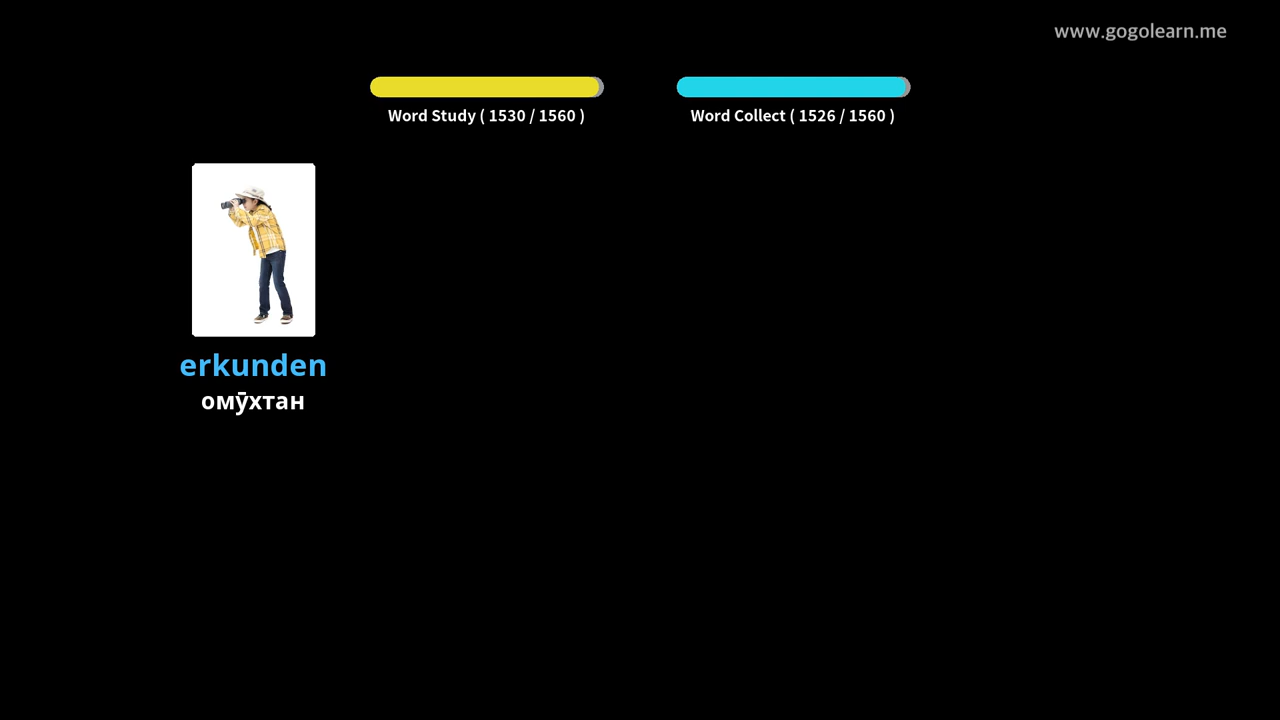 www.gogolearn.me
Word Study ( 1530 / 1560 )
Word Collect ( 1526 / 1560 )
erkunden
омӯхтан